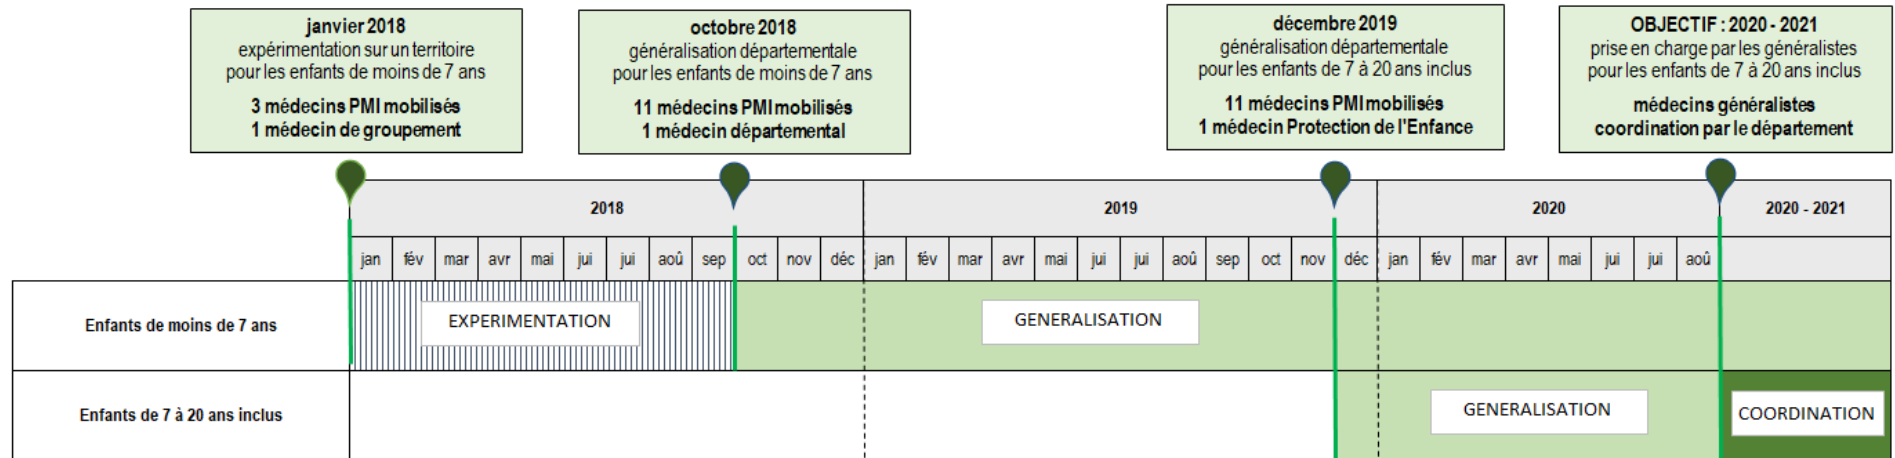 janvier 2018
expérimentation sur un territoire
pour les enfants de moins de 7 ans
3 médecins PMI mobilisés
1 médecin de groupement
octobre 2018
généralisation départementale
pour les enfants de moins de 7 ans
11 médecins PMI mobilisés
1 médecin départemental
décembre 2019
généralisation départementale
pour les enfants de 7 à 20 ans inclus
11 médecins PMI mobilisés
1 médecin Protection de l'Enfance
OBJECTIF : 2020 - 2021
prise en charge par les généralistes
pour les enfants de 7 à 20 ans inclus
médecins généralistes
coordination par le département
2018 2019 2020 2020 - 2021
jan fév mar avr mai jui jui aoû sep oct nov déc jan fév mar avr mai jui jui aoû sep oct nov déc jan fév mar avr mai jui jui aoû
Enfants de moins de 7 ans EXPERIMENTATION GENERALISATION
Enfants de 7 à 20 ans inclus GENERALISATION COORDINATION